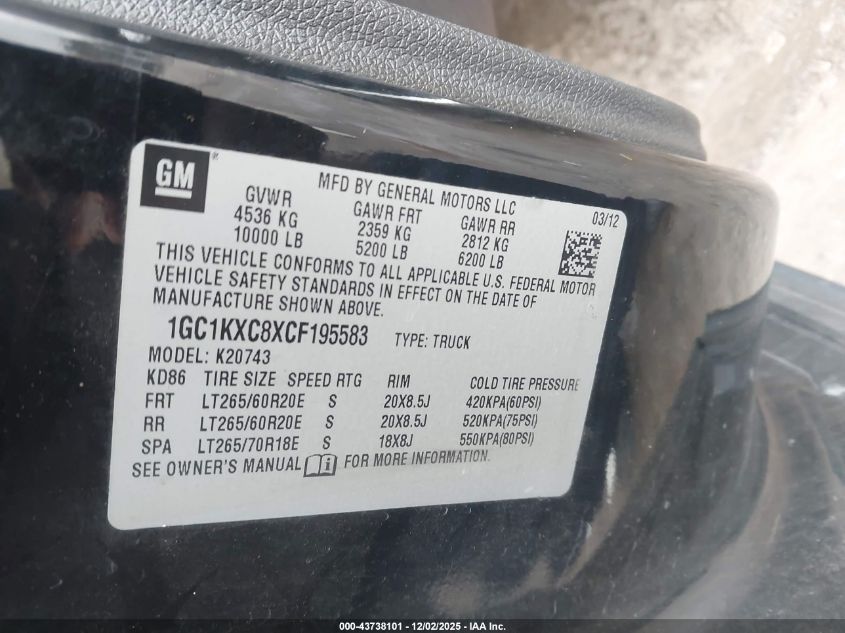 GM®
MFD BY GENERAL MOTORS LLC
03/12
GVWR GAWR FRT GAWR RR
4536 KG 2359 KG 2812 KG
10000 LB 5200 LB 6200 LB
THIS VEHICLE CONFORMS TO ALL APPLICABLE U.S. FEDERAL MOTOR
VEHICLE SAFETY STANDARDS IN EFFECT ON THE DATE OF
MANUFACTURE SHOWN ABOVE.
1GC1KXC8XCF195583 TYPE: TRUCK
MODEL: K20743
KD86 TIRE SIZE SPEED RTG RIM COLD TIRE PRESSURE
FRT LT265/60R20E S 20X8.5J 420KPA(60PSI)
RR LT265/60R20E S 20X8.5J 520KPA(75PSI)
SPA LT265/70R18E S 18X8J 550KPA(80PSI)
SEE OWNER'S MANUAL i FOR MORE INFORMATION.
000-43738101 - 12/02/2025 - IAA Inc.